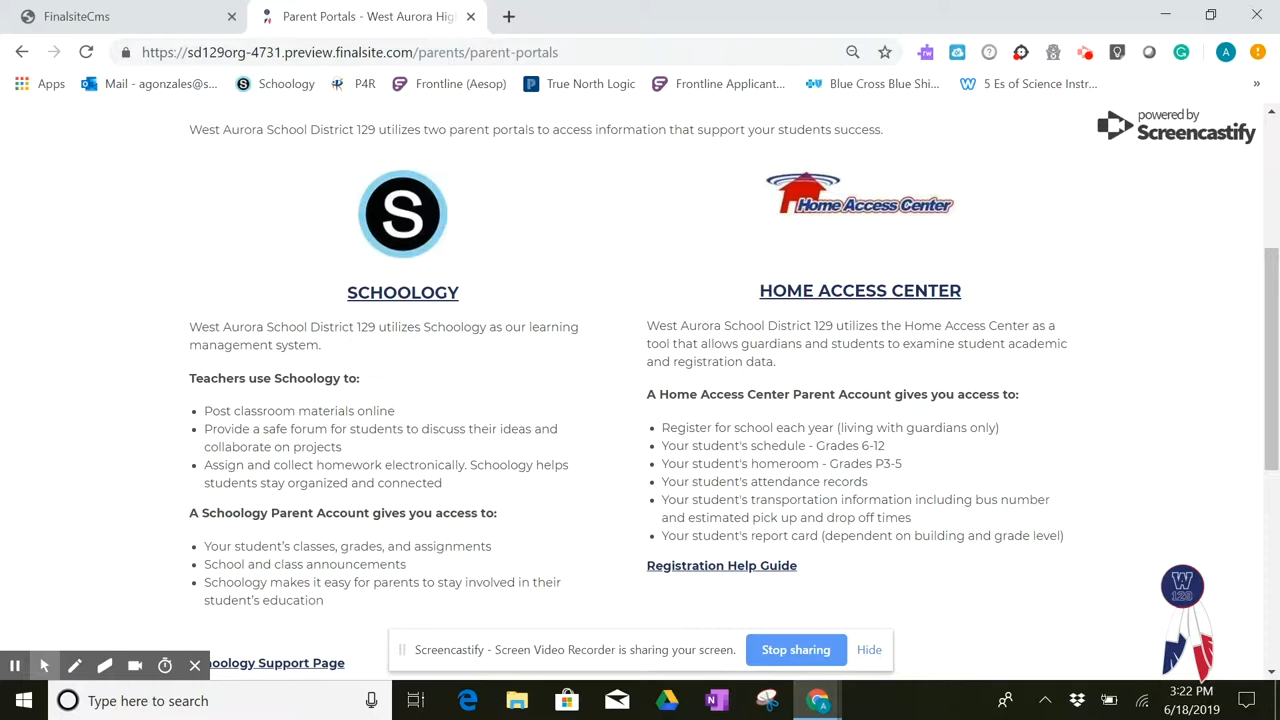 FinalsiteCms
Parent Portals - West Aurora Hig
https://sd129org-4731.preview.finalsite.com/parents/parent-portals
Apps
Mail - agonzales@s...
Schoology
P4R
Frontline (Aesop)
True North Logic
Frontline Applicant...
Blue Cross Blue Shi...
5 Es of Science Instr...
»
powered by
Screencastify
West Aurora School District 129 utilizes two parent portals to access information that support your students success.
S
SCHOOLOGY
West Aurora School District 129 utilizes Schoology as our learning
management system.
Teachers use Schoology to:
• Post classroom materials online
• Provide a safe forum for students to discuss their ideas and
collaborate on projects
• Assign and collect homework electronically. Schoology helps
students stay organized and connected
A Schoology Parent Account gives you access to:
• Your student's classes, grades, and assignments
• School and class announcements
• Schoology makes it easy for parents to stay involved in their
student's education
oology Support Page
Home Access Center
HOME ACCESS CENTER
West Aurora School District 129 utilizes the Home Access Center as a
tool that allows guardians and students to examine student academic
and registration data.
A Home Access Center Parent Account gives you access to:
• Register for school each year (living with guardians only)
• Your student's schedule - Grades 6-12
• Your student's homeroom - Grades P3-5
• Your student's attendance records
• Your student's transportation information including bus number
and estimated pick up and drop off times
• Your student's report card (dependent on building and grade level)
Registration Help Guide
W
129
Screencastify - Screen Video Recorder is sharing your screen.
Stop sharing
Hide
Type here to search
3:22 PM
6/18/2019